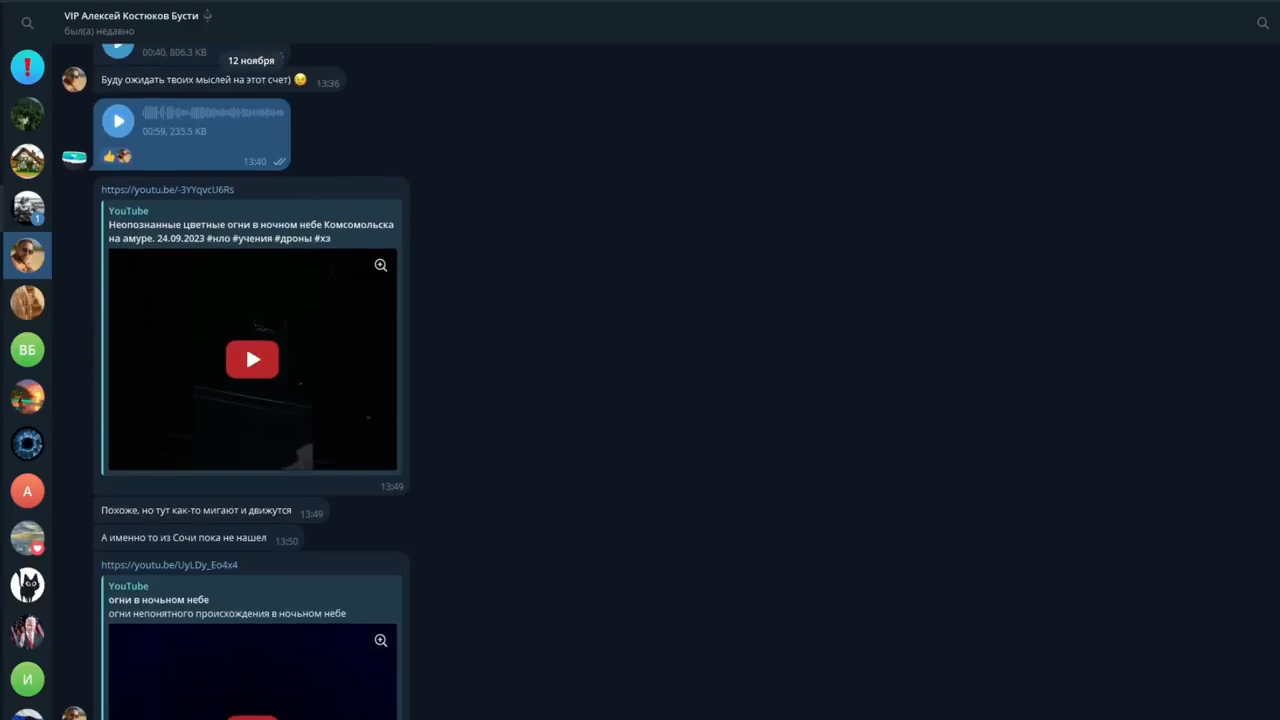 VIP Алексей Костюков Бусти
был(а) недавно
00:40, 806.3 KB
12 ноября
Буду ожидать твоих мыслей на этот счет) 😉 13:36
00:59, 235.5 KB
13:40
https://youtu.be/-3YYqvcU6Rs
YouTube
Неопознанные цветные огни в ночном небе Комсомольска
на амуре. 24.09.2023 #нло #учения #дроны #хз
13:49
Похоже, но тут как-то мигают и движутся 13:49
А именно то из Сочи пока не нашел 13:50
https://youtu.be/UyLDy_Eo4x4
YouTube
огни в ночьном небе
огни непонятного происхождения в ночьном небе
1
ВБ
А
И